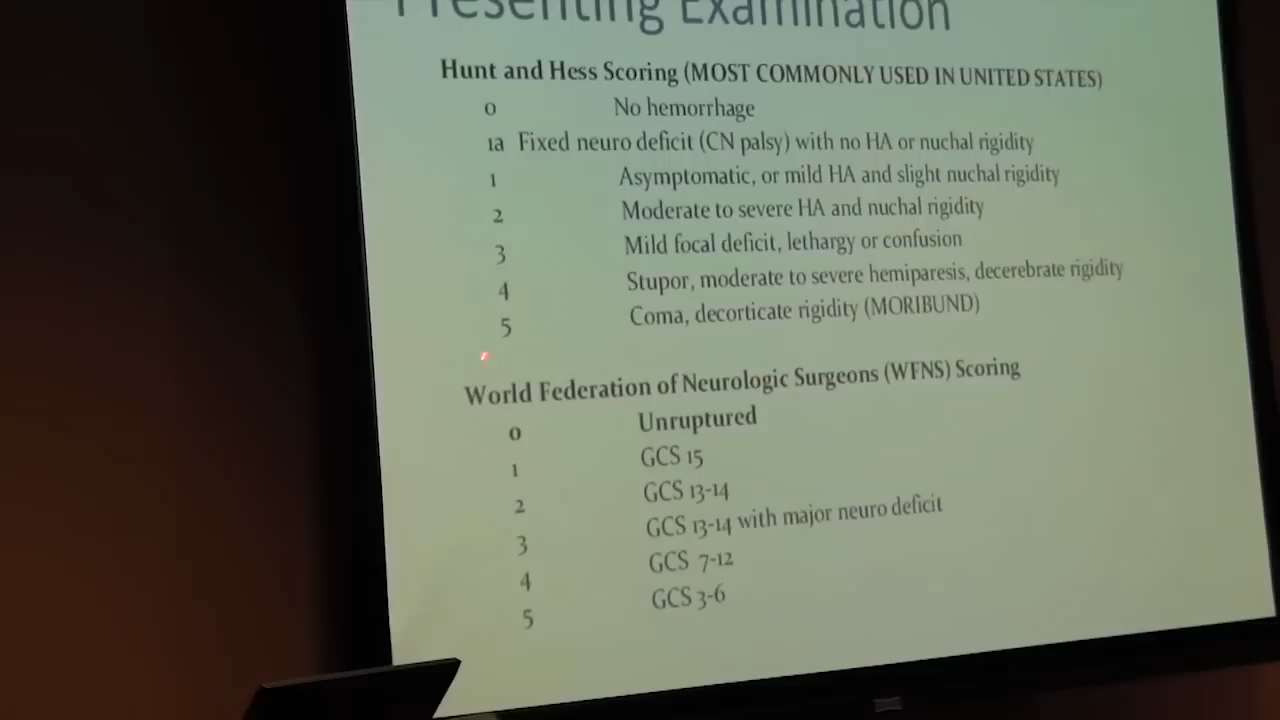 Presenting Examination
Hunt and Hess Scoring (MOST COMMONLY USED IN UNITED STATES)
0 No hemorrhage
1a Fixed neuro deficit (CN palsy) with no HA or nuchal rigidity
1 Asymptomatic, or mild HA and slight nuchal rigidity
2 Moderate to severe HA and nuchal rigidity
3 Mild focal deficit, lethargy or confusion
4 Stupor, moderate to severe hemiparesis, decerebrate rigidity
5 Coma, decorticate rigidity (MORIBUND)
World Federation of Neurologic Surgeons (WFNS) Scoring
0 Unruptured
1 GCS 15
2 GCS 13-14
3 GCS 13-14 with major neuro deficit
4 GCS 7-12
5 GCS 3-6